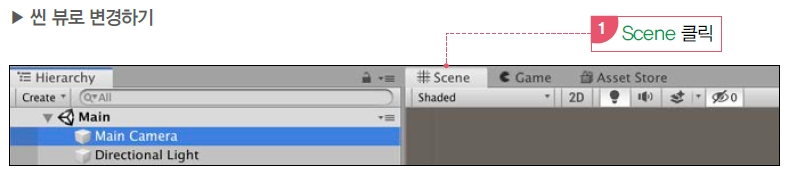 ▶ 씬 뷰로 변경하기
1 Scene 클릭
Hierarchy
Scene Game Asset Store
Create All
Shaded 2D 0
Main
Main Camera
Directional Light